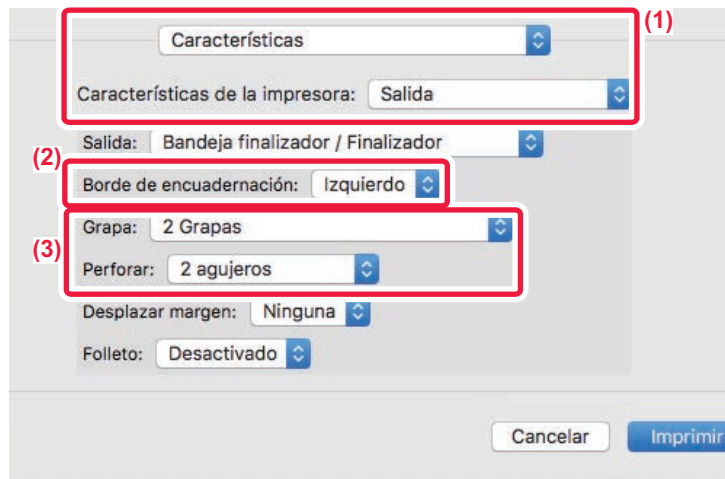 Características
(1)
Características de la impresora: Salida
Salida: Bandeja finalizador / Finalizador
(2)
Borde de encuadernación: Izquierdo
Grapa: 2 Grapas
(3)
Perforar: 2 agujeros
Desplazar margen: Ninguna
Folleto: Desactivado
Cancelar Imprimir